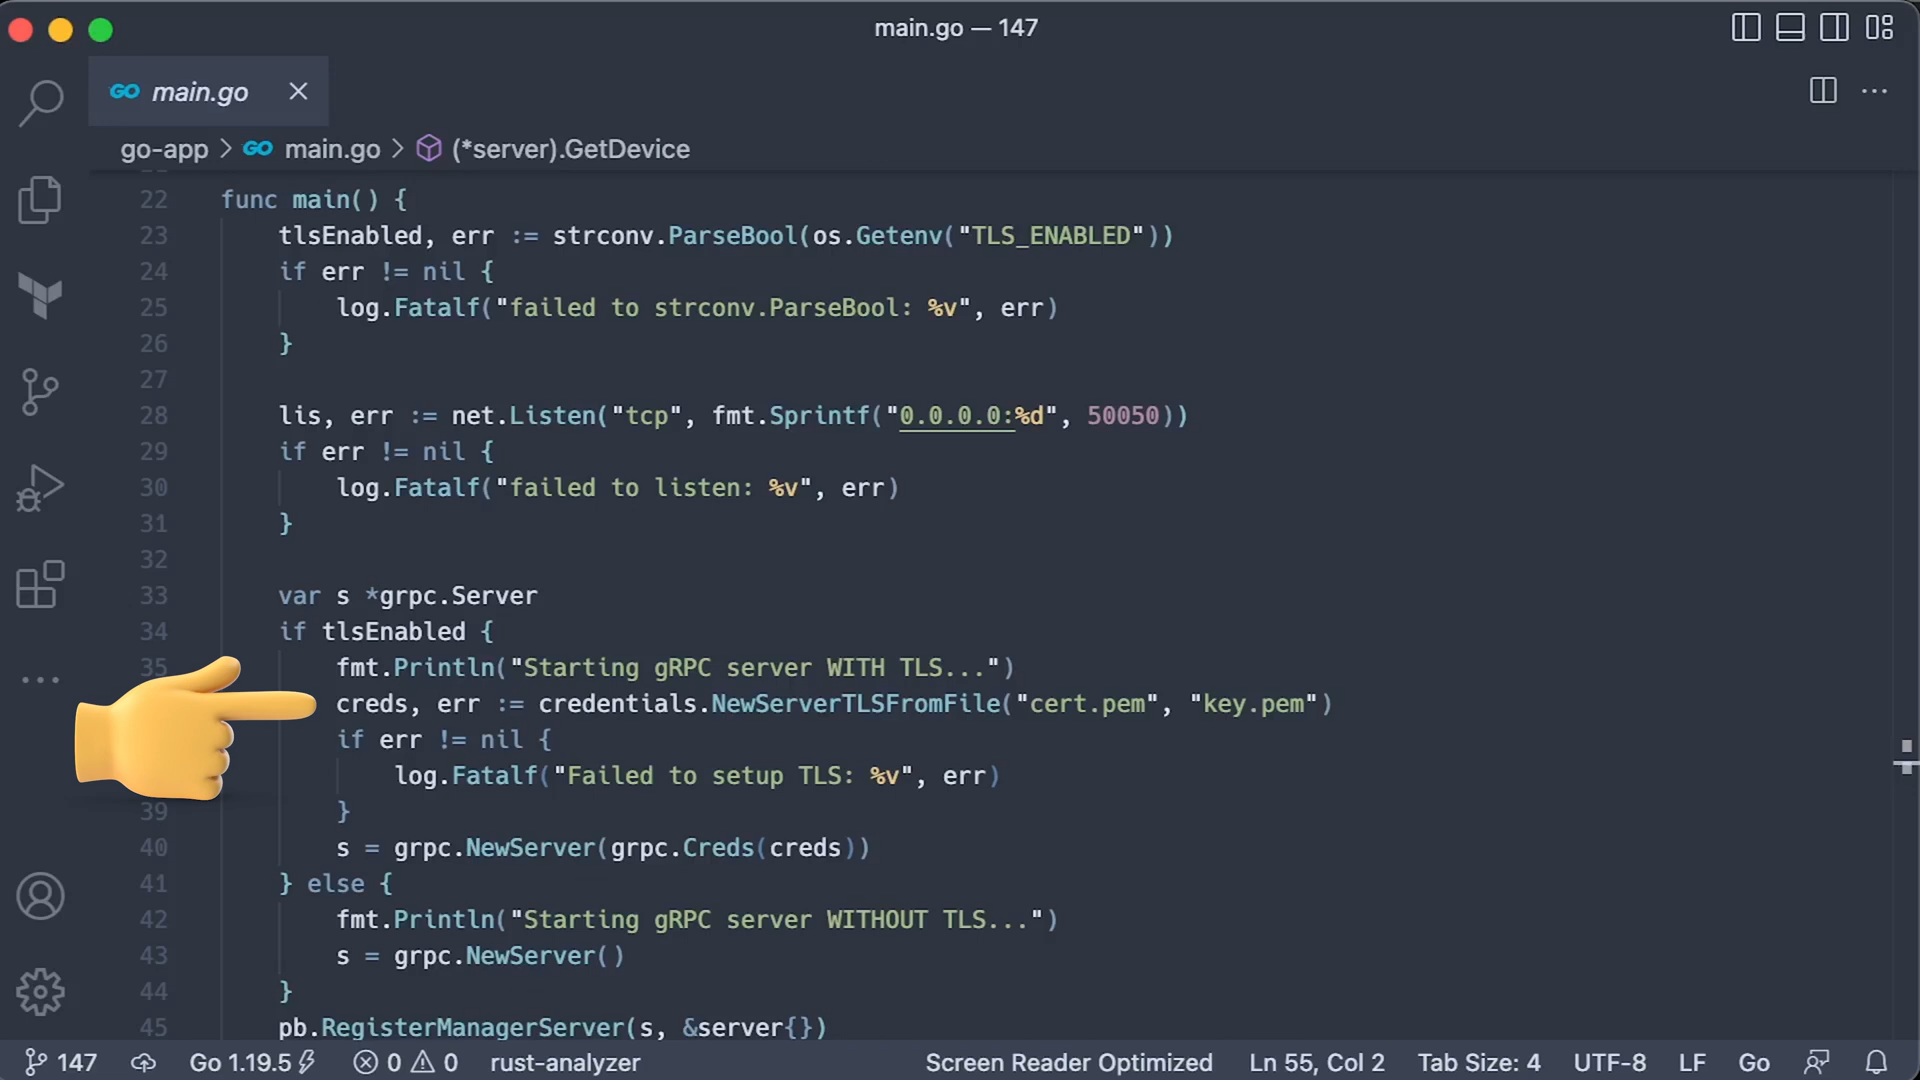 main.go — 147
GO main.go
go-app > GO main.go > (*server).GetDevice
22 func main() {
23 tlsEnabled, err := strconv.ParseBool(os.Getenv("TLS_ENABLED"))
24 if err != nil {
25 log.Fatalf("failed to strconv.ParseBool: %v", err)
26 }
27
28 lis, err := net.Listen("tcp", fmt.Sprintf("0.0.0.0:%d", 50050))
29 if err != nil {
30 log.Fatalf("failed to listen: %v", err)
31 }
32
33 var s *grpc.Server
34 if tlsEnabled {
35 fmt.Println("Starting gRPC server WITH TLS...")
creds, err := credentials.NewServerTLSFromFile("cert.pem", "key.pem")
if err != nil {
log.Fatalf("Failed to setup TLS: %v", err)
39 }
40 s = grpc.NewServer(grpc.Creds(creds))
41 } else {
42 fmt.Println("Starting gRPC server WITHOUT TLS...")
43 s = grpc.NewServer()
44 }
45 pb.RegisterManagerServer(s, &server{})
147 Go 1.19.5 0 0 rust-analyzer Screen Reader Optimized Ln 55, Col 2 Tab Size: 4 UTF-8 LF Go